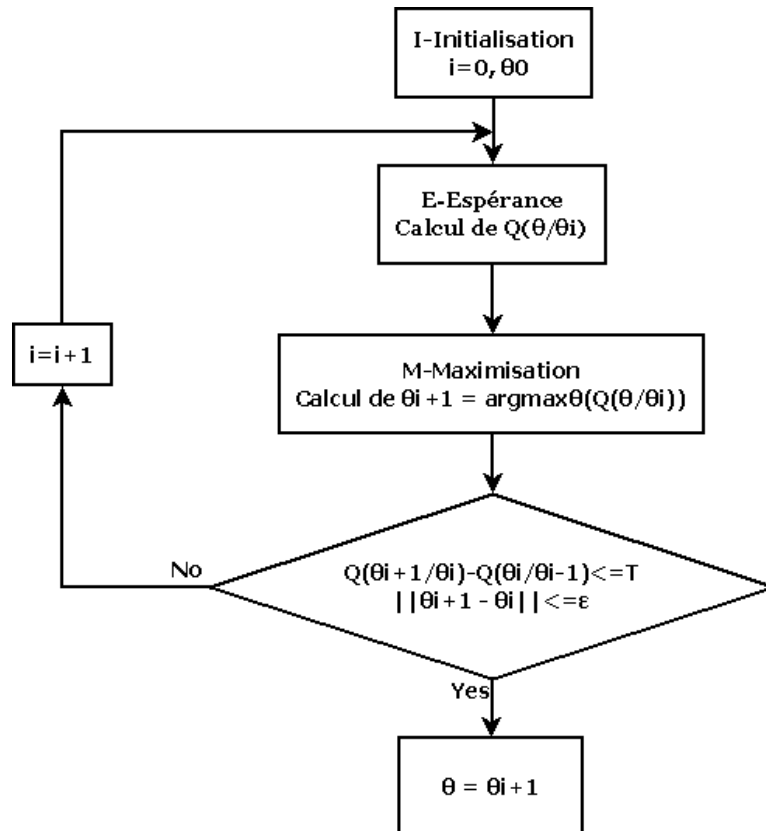 I-Initialisation
i=0, θ0
E-Espérance
Calcul de Q(θ/θi)
i=i+1
M-Maximisation
Calcul de θi+1 = argmaxθ(Q(θ/θi))
No
Q(θi+1/θi)-Q(θi/θi-1)<=T
||θi+1 - θi||<=ε
Yes
θ = θi+1